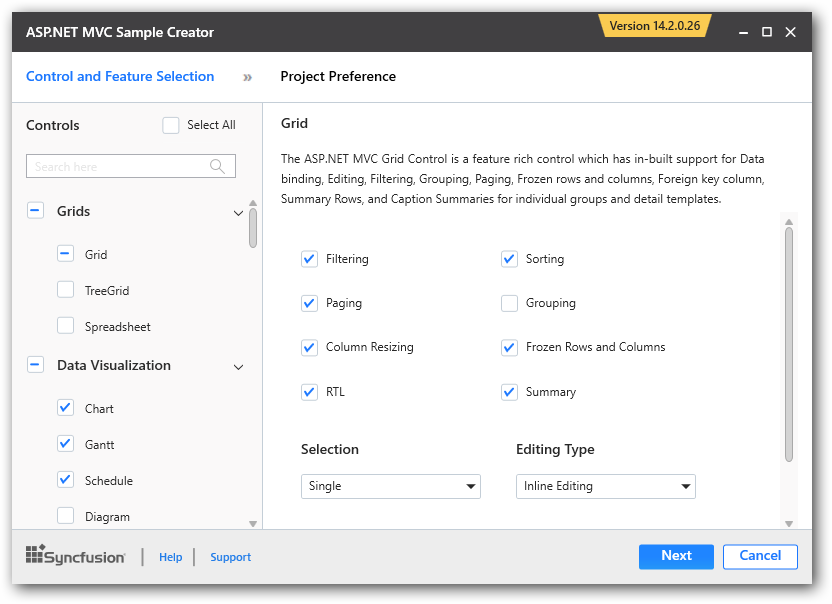 ASP.NET MVC Sample Creator
Version 14.2.0.26
Control and Feature Selection
»
Project Preference
Controls
Select All
Search here
Grids
Grid
TreeGrid
Spreadsheet
Data Visualization
Chart
Gantt
Schedule
Diagram
Grid
The ASP.NET MVC Grid Control is a feature rich control which has in-built support for Data
binding, Editing, Filtering, Grouping, Paging, Frozen rows and columns, Foreign key column,
Summary Rows, and Caption Summaries for individual groups and detail templates.
Filtering
Sorting
Paging
Grouping
Column Resizing
Frozen Rows and Columns
RTL
Summary
Selection
Editing Type
Single
Inline Editing
Syncfusion
Help
Support
Next
Cancel